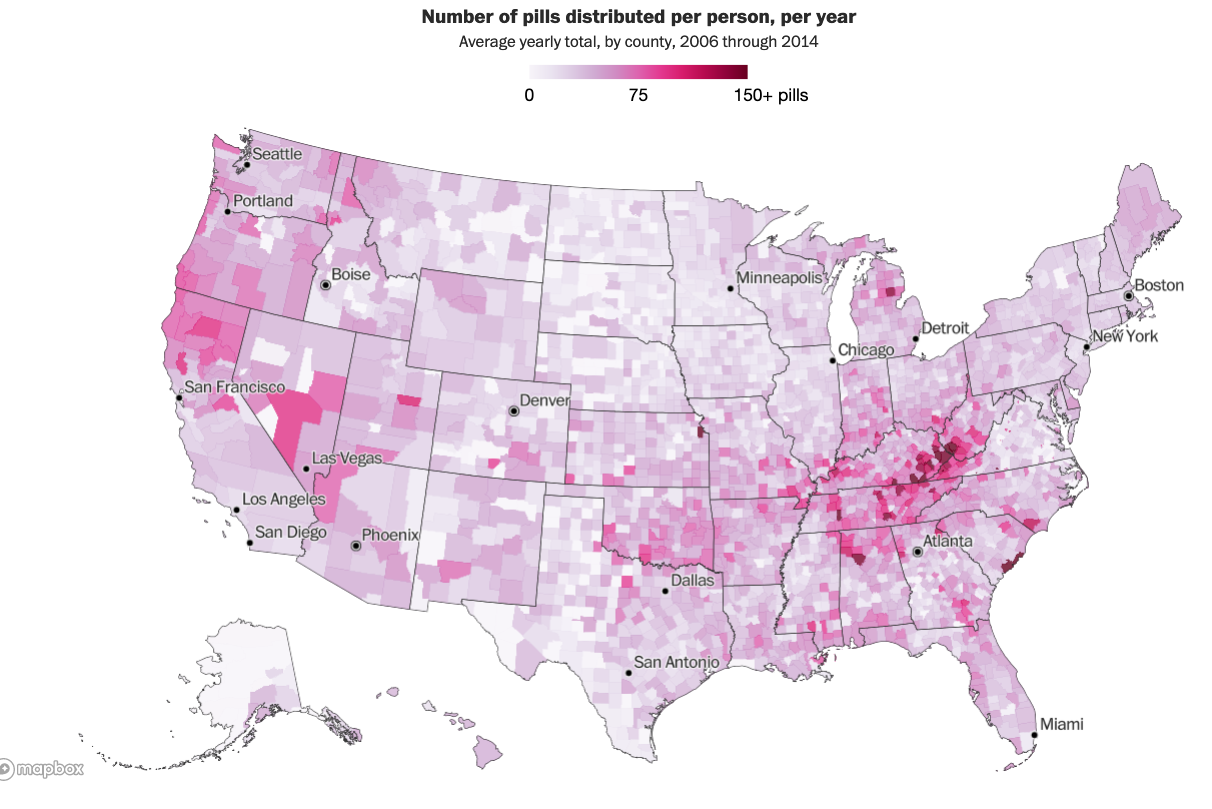 Number of pills distributed per person, per year
Average yearly total, by county, 2006 through 2014
0 75 150+ pills
Seattle
Portland
Boise
Minneapolis
Boston
Detroit
New York
Chicago
San Francisco
Denver
Las Vegas
Los Angeles
San Diego
Phoenix
Atlanta
Dallas
San Antonio
Miami
mapbox